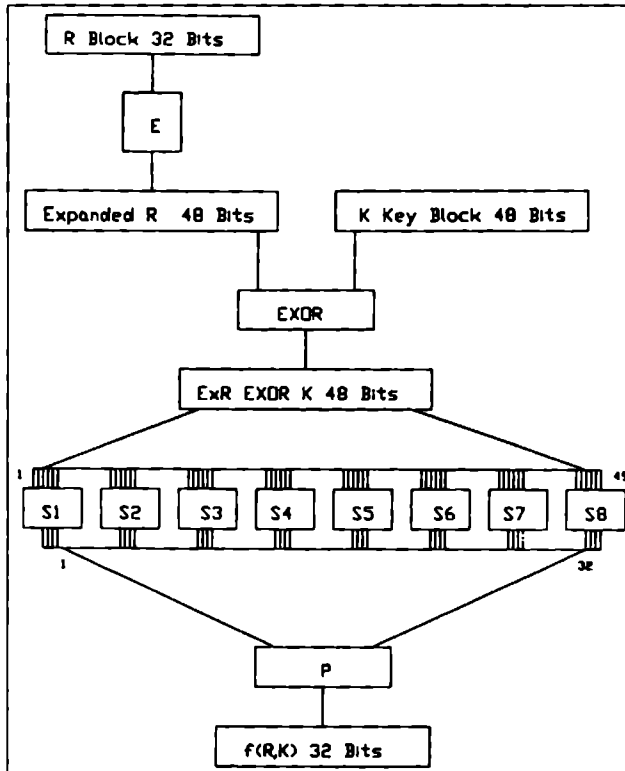 R Block 32 Bits
E
Expanded R 48 Bits
K Key Block 48 Bits
EXOR
ExR EXOR K 48 Bits
1
S1 S2 S3 S4 S5 S6 S7 S8
1 32
P
f(R,K) 32 Bits